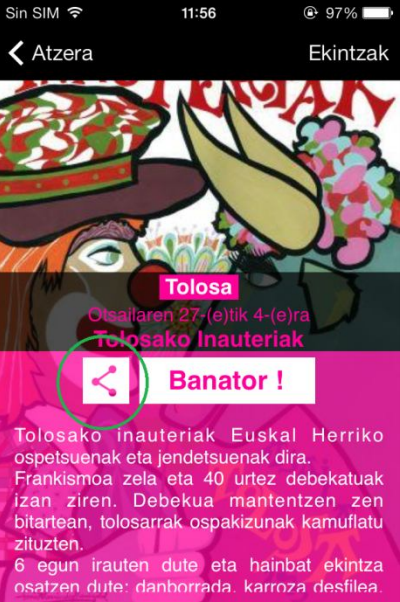 Sin SIM 11:56 97%
Atzera Ekintzak
INAUTERIAK
Tolosa
Otsailaren 27-(e)tik 4-(e)ra
Tolosako Inauteriak
Banator !
Tolosako inauteriak Euskal Herriko
ospetsuenak eta jendetsuenak dira.
Frankismoa zela eta 40 urtez debekatuak
izan ziren. Debekua mantentzen zen
bitartean, tolosarrak ospakizunak kamuflatu
zituzten.
6 egun irauten dute eta hainbat ekintza
osatzen dute: danborrada, karroza desfilea,